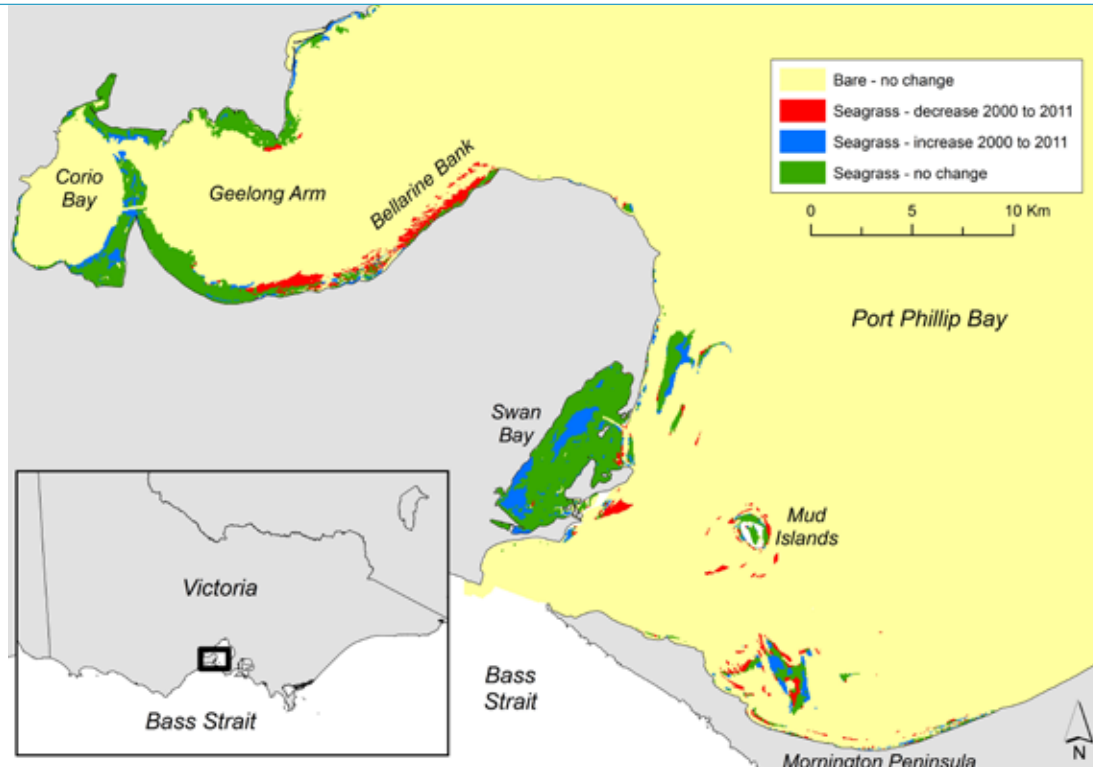 Bare - no change
Seagrass - decrease 2000 to 2011
Seagrass - increase 2000 to 2011
Seagrass - no change
0 5 10 Km
Corio
Bay
Geelong Arm
Bellarine Bank
Port Phillip Bay
Swan
Bay
Mud
Islands
Victoria
Bass Strait
Bass
Strait
N
Mornington Peninsula